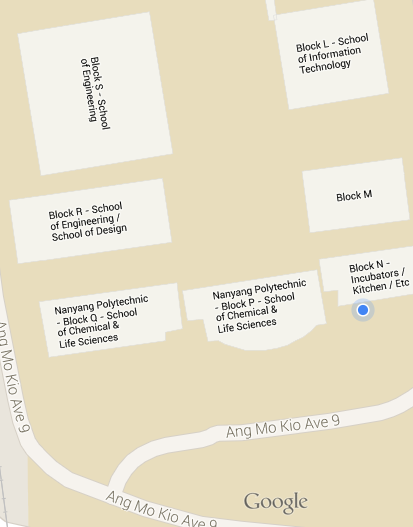 Block S - School
of Engineering
Block L - School
of Information
Technology
Block R - School
of Engineering /
School of Design
Block M
Block N -
Incubators /
Kitchen / Etc
Nanyang Polytechnic
- Block Q - School
of Chemical &
Life Sciences
Nanyang Polytechnic
- Block P - School
of Chemical &
Life Sciences
Ang Mo Kio Ave 9
Ang Mo Kio Ave 9
Ang Mo Kio Ave 9
Google